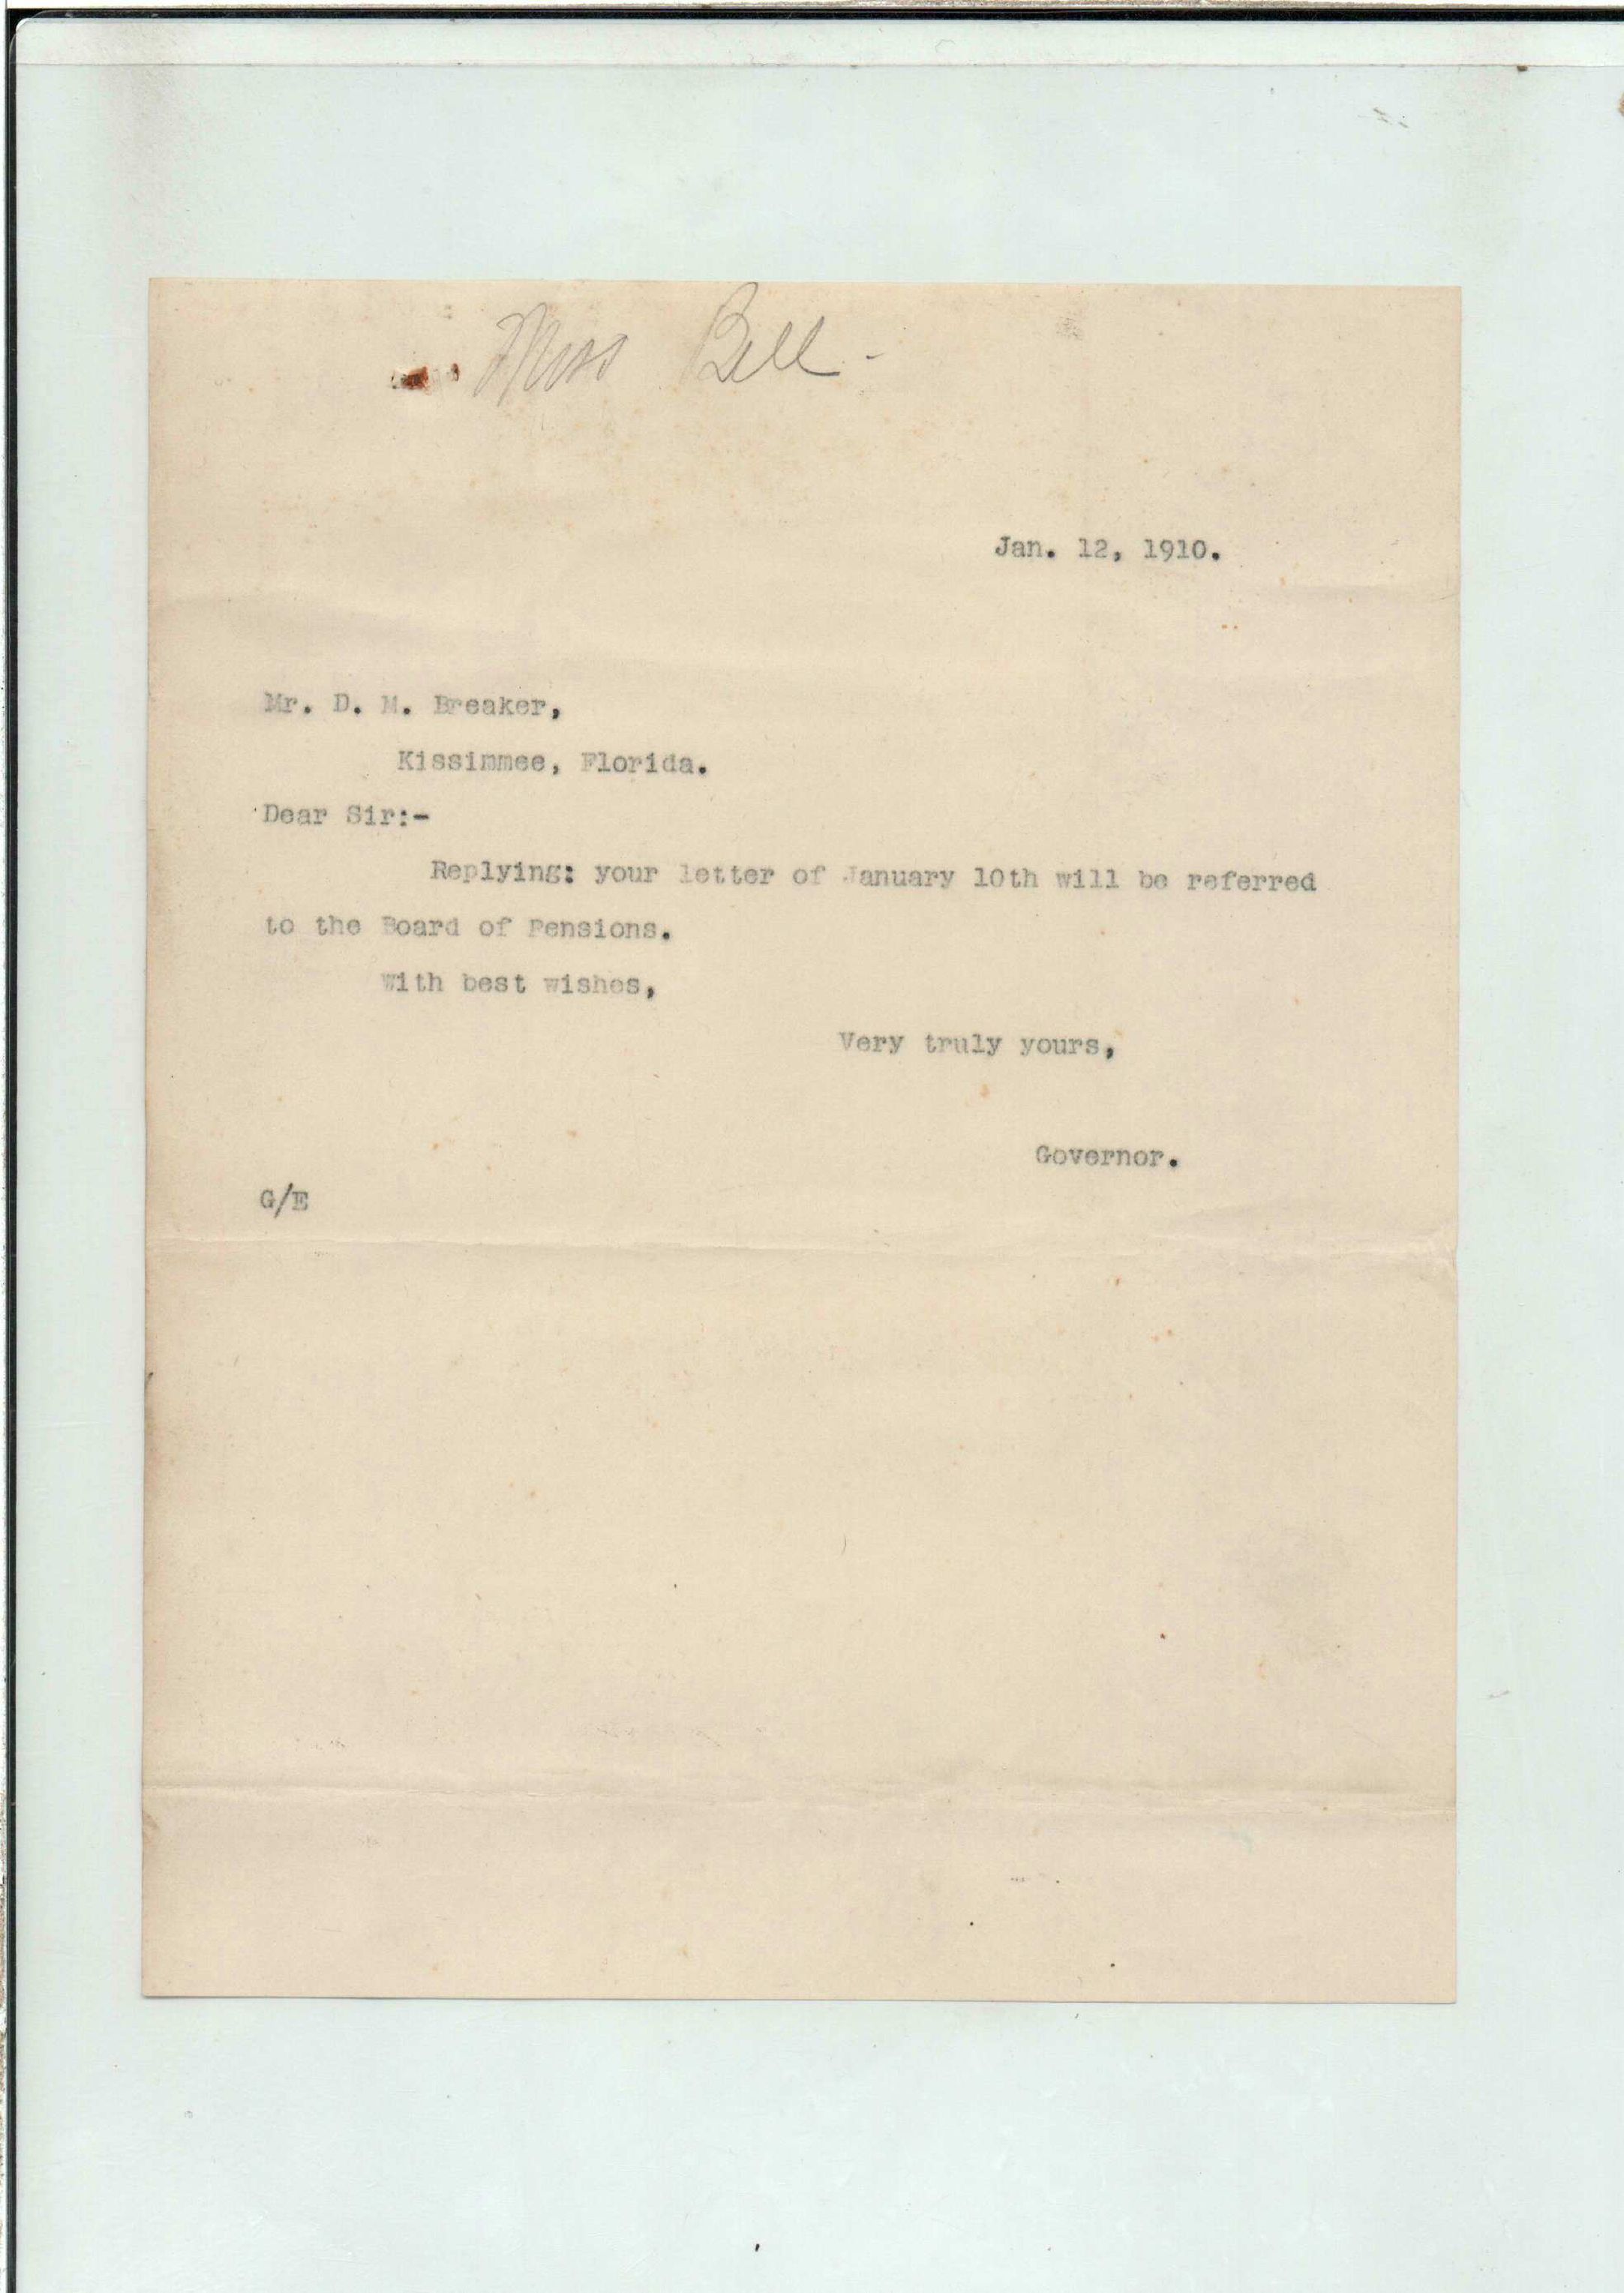 Miss Bell -
Jan. 12, 1910.
Mr. D. M. Breaker,
Kissimmee, Florida.
Dear Sir:-
Replying: your letter of January 10th will be referred
to the Board of Pensions.
With best wishes,
Very truly yours,
Governor.
G/E